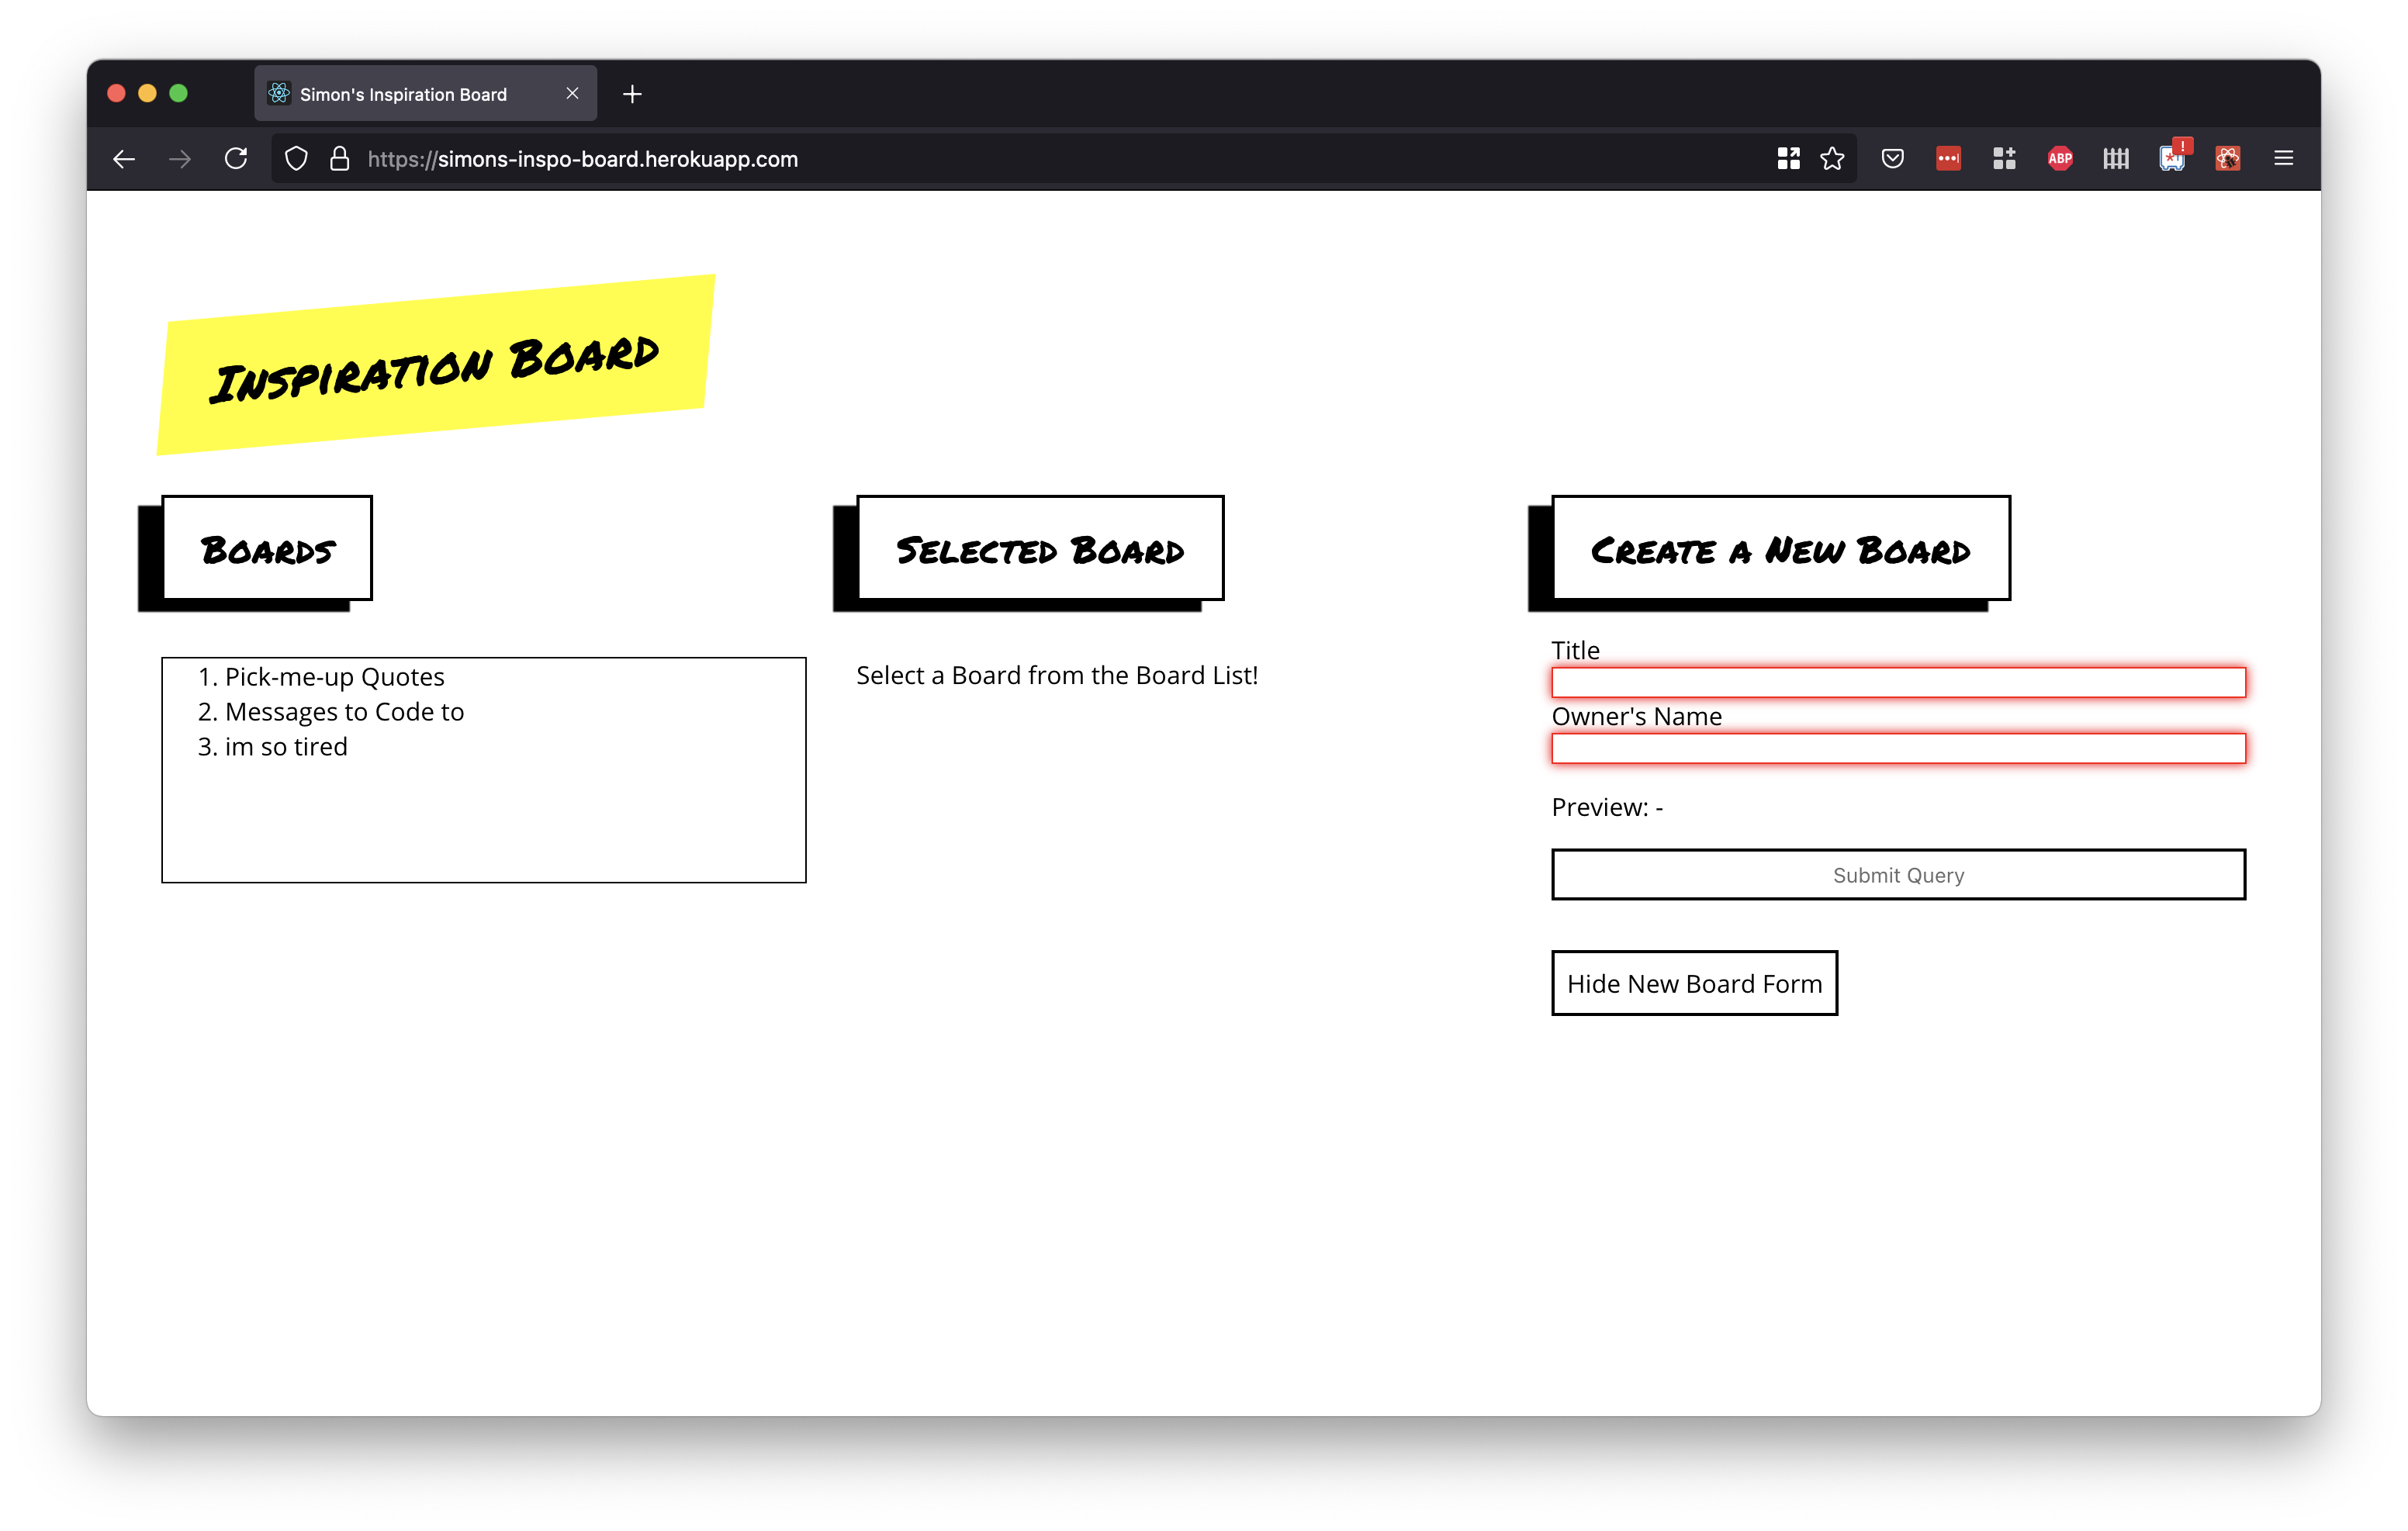 Simon's Inspiration Board
https://simons-inspo-board.herokuapp.com
ABP
!
Inspiration Board
Boards
Selected Board
Create a New Board
1. Pick-me-up Quotes
2. Messages to Code to
3. im so tired
Select a Board from the Board List!
Title
Owner's Name
Preview: -
Submit Query
Hide New Board Form